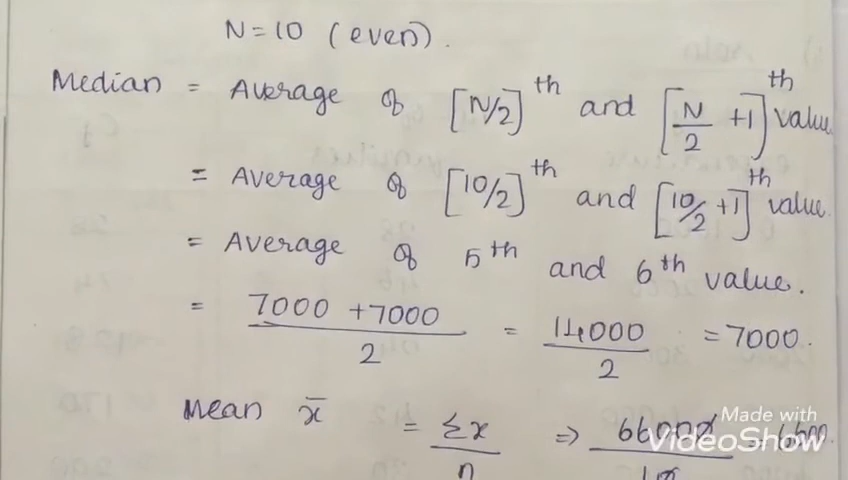 N=10 (even).
Median = Average of [N/2]th and [N/2 +1]th value
= Average of [10/2]th and [10/2 +1]th value.
= Average of 5th and 6th value.
= 7000 +7000 / 2 = 14000 / 2 = 7000.
Mean x̄ = Σx / n => 66000 / 10 = 6600.
Made with
VideoShow